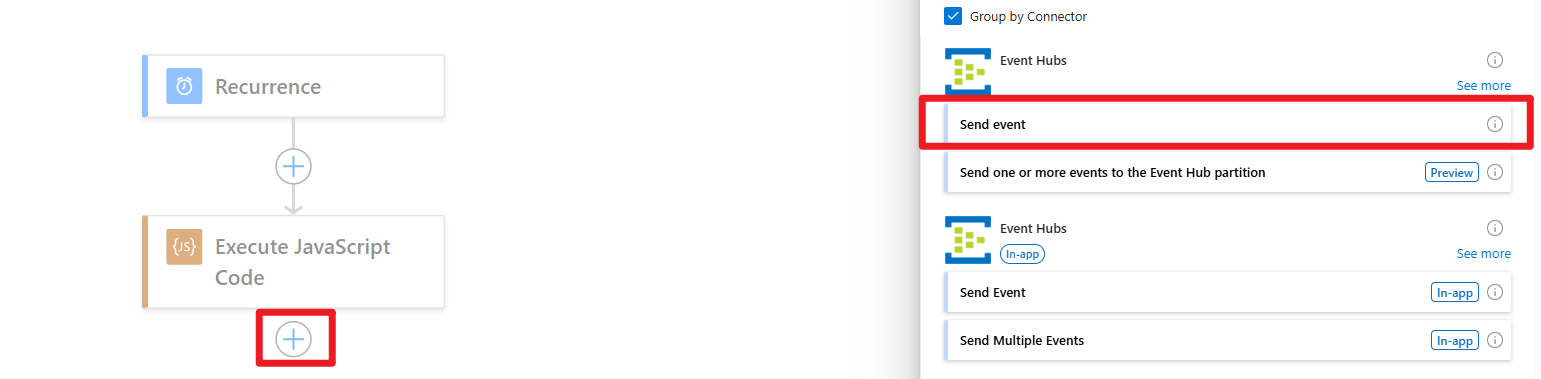 Recurrence
{JS}
Execute JavaScript
Code
Group by Connector
Event Hubs
See more
Send event
Send one or more events to the Event Hub partition Preview
Event Hubs
In-app
See more
Send Event In-app
Send Multiple Events In-app